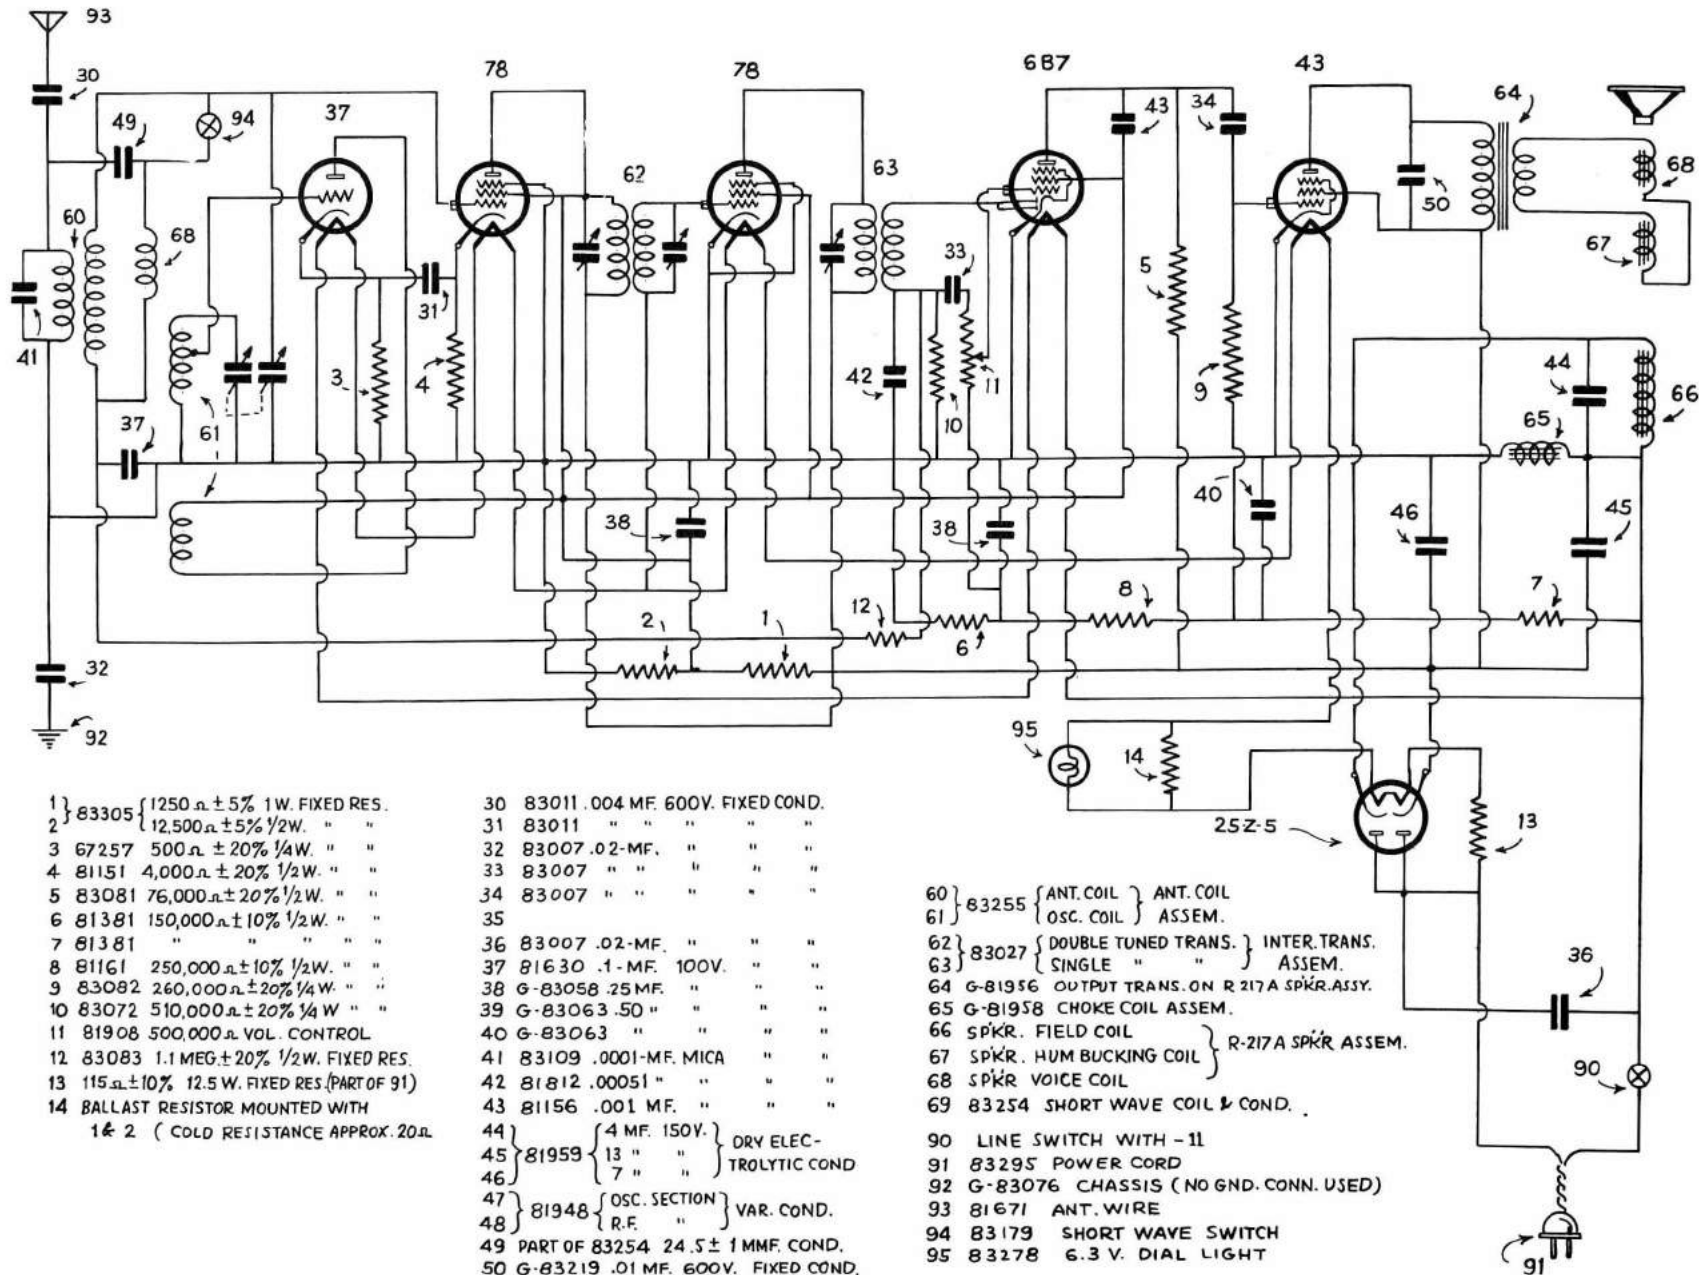 93
30
78
78
6B7
43
64
49
94
37
43
34
60
68
62
63
50
68
67
33
5
31
41
3
4
42
11
10
9
44
66
65
37
61
38
38
40
46
45
12
8
7
2
1
6
32
92
95
14
25Z-5
13
36
90
91
1 } 83305 { 1250 Ω ± 5% 1W. FIXED RES.
2 } { 12,500 Ω ± 5% 1/2W. " "
3 67257 500 Ω ± 20% 1/4W. " "
4 81151 4,000 Ω ± 20% 1/2W. " "
5 83081 76,000 Ω ± 20% 1/2W. " "
6 81381 150,000 Ω ± 10% 1/2W. " "
7 81381 " " " " "
8 81161 250,000 Ω ± 10% 1/2W. " "
9 83082 260,000 Ω ± 20% 1/4W. " "
10 83072 510,000 Ω ± 20% 1/4W " "
11 81908 500,000 Ω VOL. CONTROL
12 83083 1.1 MEG. ± 20% 1/2W. FIXED RES.
13 115 Ω ± 10% 12.5 W. FIXED RES. (PART OF 91)
14 BALLAST RESISTOR MOUNTED WITH
1 & 2 ( COLD RESISTANCE APPROX. 20 Ω
30 83011 .004 MF. 600V. FIXED COND.
31 83011 " " " " "
32 83007 .02-MF. " " "
33 83007 " " " " "
34 83007 " " " " "
35
36 83007 .02-MF. " " "
37 81630 .1-MF. 100V. " "
38 G-83058 .25 MF. " " "
39 G-83063 .50 " " " "
40 G-83063 " " " "
41 83109 .0001-MF. MICA " "
42 81812 .00051 " " " "
43 81156 .001 MF. " " "
44 } { 4 MF. 150V. } DRY ELEC-
45 } 81959 { 13 " " } TROLYTIC COND
46 } { 7 " " }
47 } 81948 { OSC. SECTION } VAR. COND.
48 } { R.F. " }
49 PART OF 83254 24.5 ± 1 MMF. COND.
50 G-83219 .01 MF. 600V. FIXED COND.
60 } 83255 { ANT. COIL } ANT. COIL
61 } { OSC. COIL } ASSEM.
62 } 83027 { DOUBLE TUNED TRANS. } INTER. TRANS.
63 } { SINGLE " " } ASSEM.
64 G-81956 OUTPUT TRANS. ON R 217A SPKR. ASSY.
65 G-81958 CHOKE COIL ASSEM.
66 SP'K'R. FIELD COIL
67 SP'K'R. HUM BUCKING COIL } R-217A SP'K'R ASSEM.
68 SP'K'R VOICE COIL
69 83254 SHORT WAVE COIL & COND.
90 LINE SWITCH WITH -11
91 83295 POWER CORD
92 G-83076 CHASSIS (NO GND. CONN. USED)
93 81671 ANT. WIRE
94 83179 SHORT WAVE SWITCH
95 83278 6.3 V. DIAL LIGHT